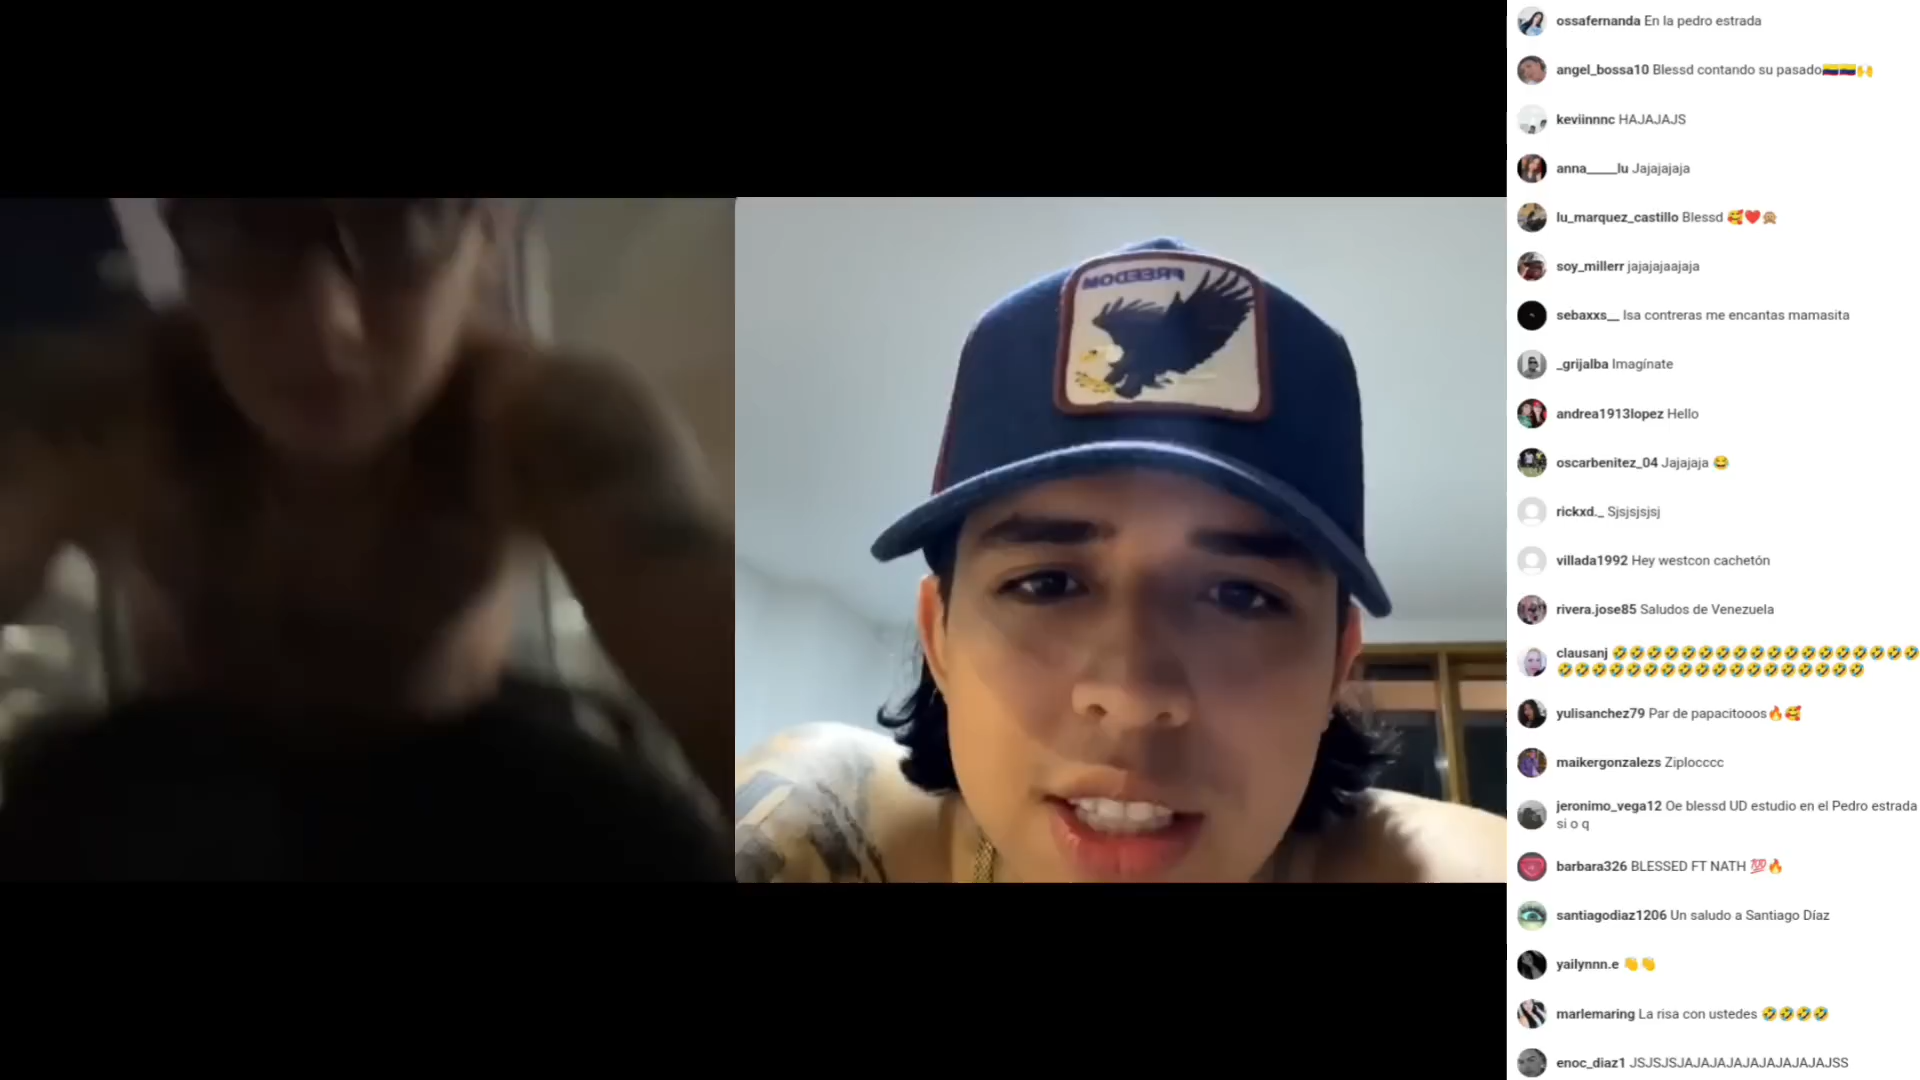 FREEDOM
ossafernanda En la pedro estrada
angel_bossa10 Blessd contando su pasado🇨🇴🇨🇴🙌
keviinnnc HAJAJAJS
anna_____lu Jajajajaja
lu_marquez_castillo Blessd 🥰❤️🙊
soy_millerr jajajajaajaja
sebaxxs__ Isa contreras me encantas mamasita
_grijalba Imagínate
andrea1913lopez Hello
oscarbenitez_04 Jajajaja 😂
rickxd._ Sjsjsjsjsj
villada1992 Hey westcon cachetón
rivera.jose85 Saludos de Venezuela
clausanj 🤣🤣🤣🤣🤣🤣🤣🤣🤣🤣🤣🤣🤣🤣🤣🤣🤣🤣
🤣🤣🤣🤣🤣🤣🤣🤣🤣🤣🤣🤣🤣🤣🤣🤣🤣🤣
yulisanchez79 Par de papacitooos🔥🥰
maikergonzalezs Ziplocccc
jeronimo_vega12 Oe blessd UD estudio en el Pedro estrada
si o q
barbara326 BLESSED FT NATH 💯🔥
santiagodiaz1206 Un saludo a Santiago Díaz
yailynnn.e 👏👏
marlemaring La risa con ustedes 🤣🤣🤣🤣
enoc_diaz1 JSJSJSJAJAJAJAJAJAJAJAJAJSS